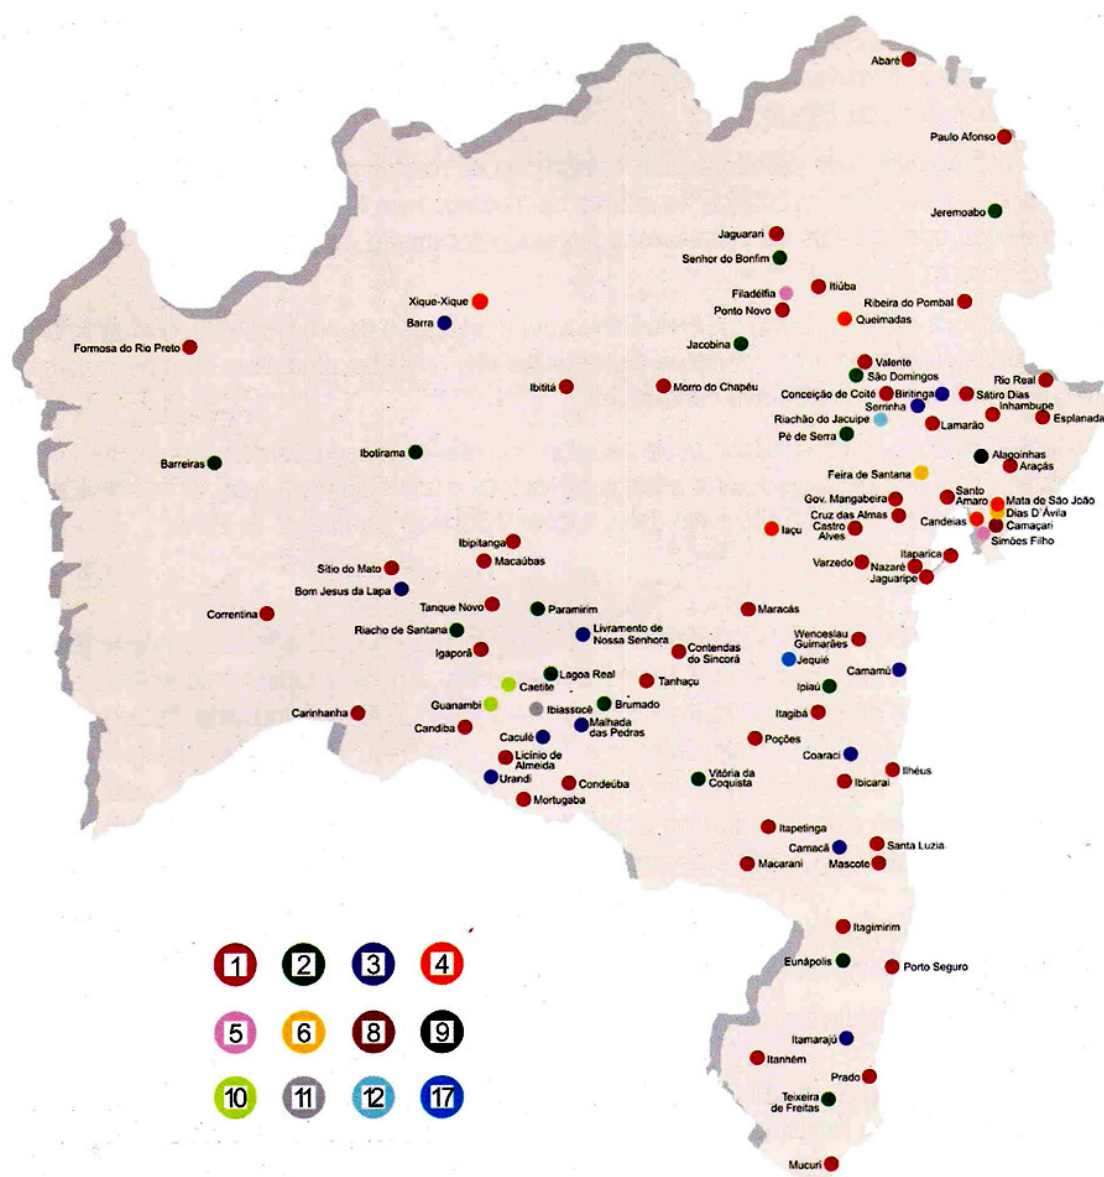 Abaré
Paulo Afonso
Jeremoabo
Jaguarari
Senhor do Bonfim
Itiúba
Filadélfia
Xique-Xique
Ribeira do Pombal
Ponto Novo
Queimadas
Barra
Jacobina
Formosa do Rio Preto
Valente
São Domingos
Rio Real
Ibititá
Morro do Chapéu
Conceição de Coité
Biritinga
Sátiro Dias
Serrinha
Inhambupe
Esplanada
Riachão do Jacuipe
Lamarão
Pé de Serra
Ibotirama
Alagoinhas
Barreiras
Araçás
Feira de Santana
Santo
Amaro
Gov. Mangabeira
Mata de São João
Dias D'Ávila
Cruz das Almas
Candeias
Camaçari
Iaçu
Castro
Alves
Simões Filho
Ibipitanga
Itaparica
Macaúbas
Varzedo
Nazaré
Sítio do Mato
Jaguaripe
Bom Jesus da Lapa
Tanque Novo
Paramirim
Maracás
Correntina
Riacho de Santana
Livramento de
Nossa Senhora
Wenceslau
Guimarães
Igaporã
Contendas
do Sincorá
Jequié
Camamú
Lagoa Real
Tanhaçu
Caetite
Ipiaú
Guanambi
Ibiassocê
Brumado
Carinhanha
Itagibá
Candiba
Malhada
das Pedras
Caculé
Poções
Coaraci
Licínio de
Almeida
Ilhéus
Urandi
Condeúba
Vitória da
Coquista
Ibicarai
Mortugaba
Itapetinga
Camacã
Santa Luzia
Macarani
Mascote
Itagimirim
Eunápolis
Porto Seguro
1 2 3 4
5 6 8 9
10 11 12 17
Itamarajú
Itanhém
Prado
Teixeira
de Freitas
Mucuri